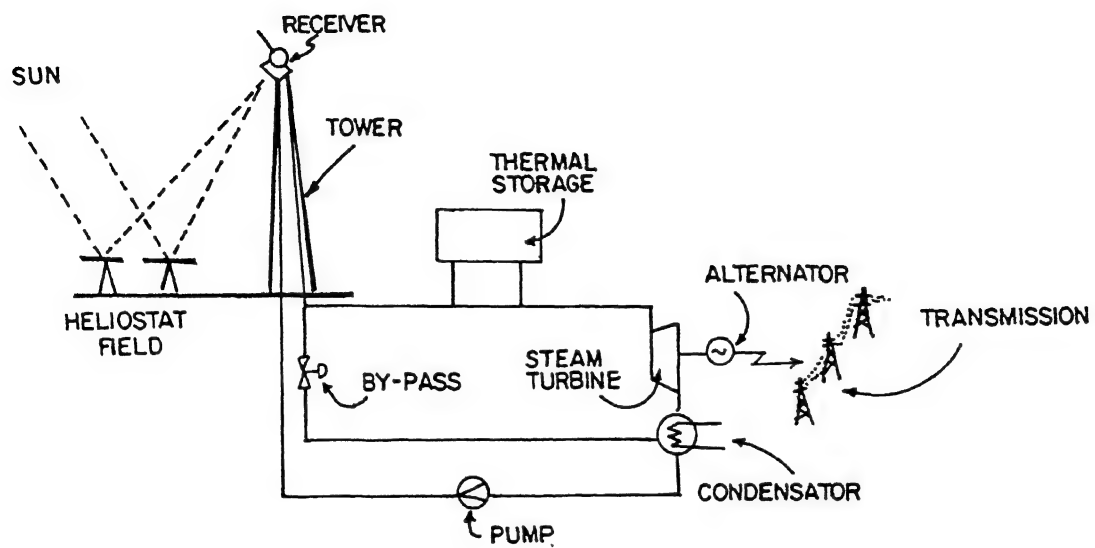 RECEIVER
SUN
TOWER
THERMAL
STORAGE
ALTERNATOR
TRANSMISSION
HELIOSTAT
FIELD
STEAM
TURBINE
BY-PASS
CONDENSATOR
PUMP